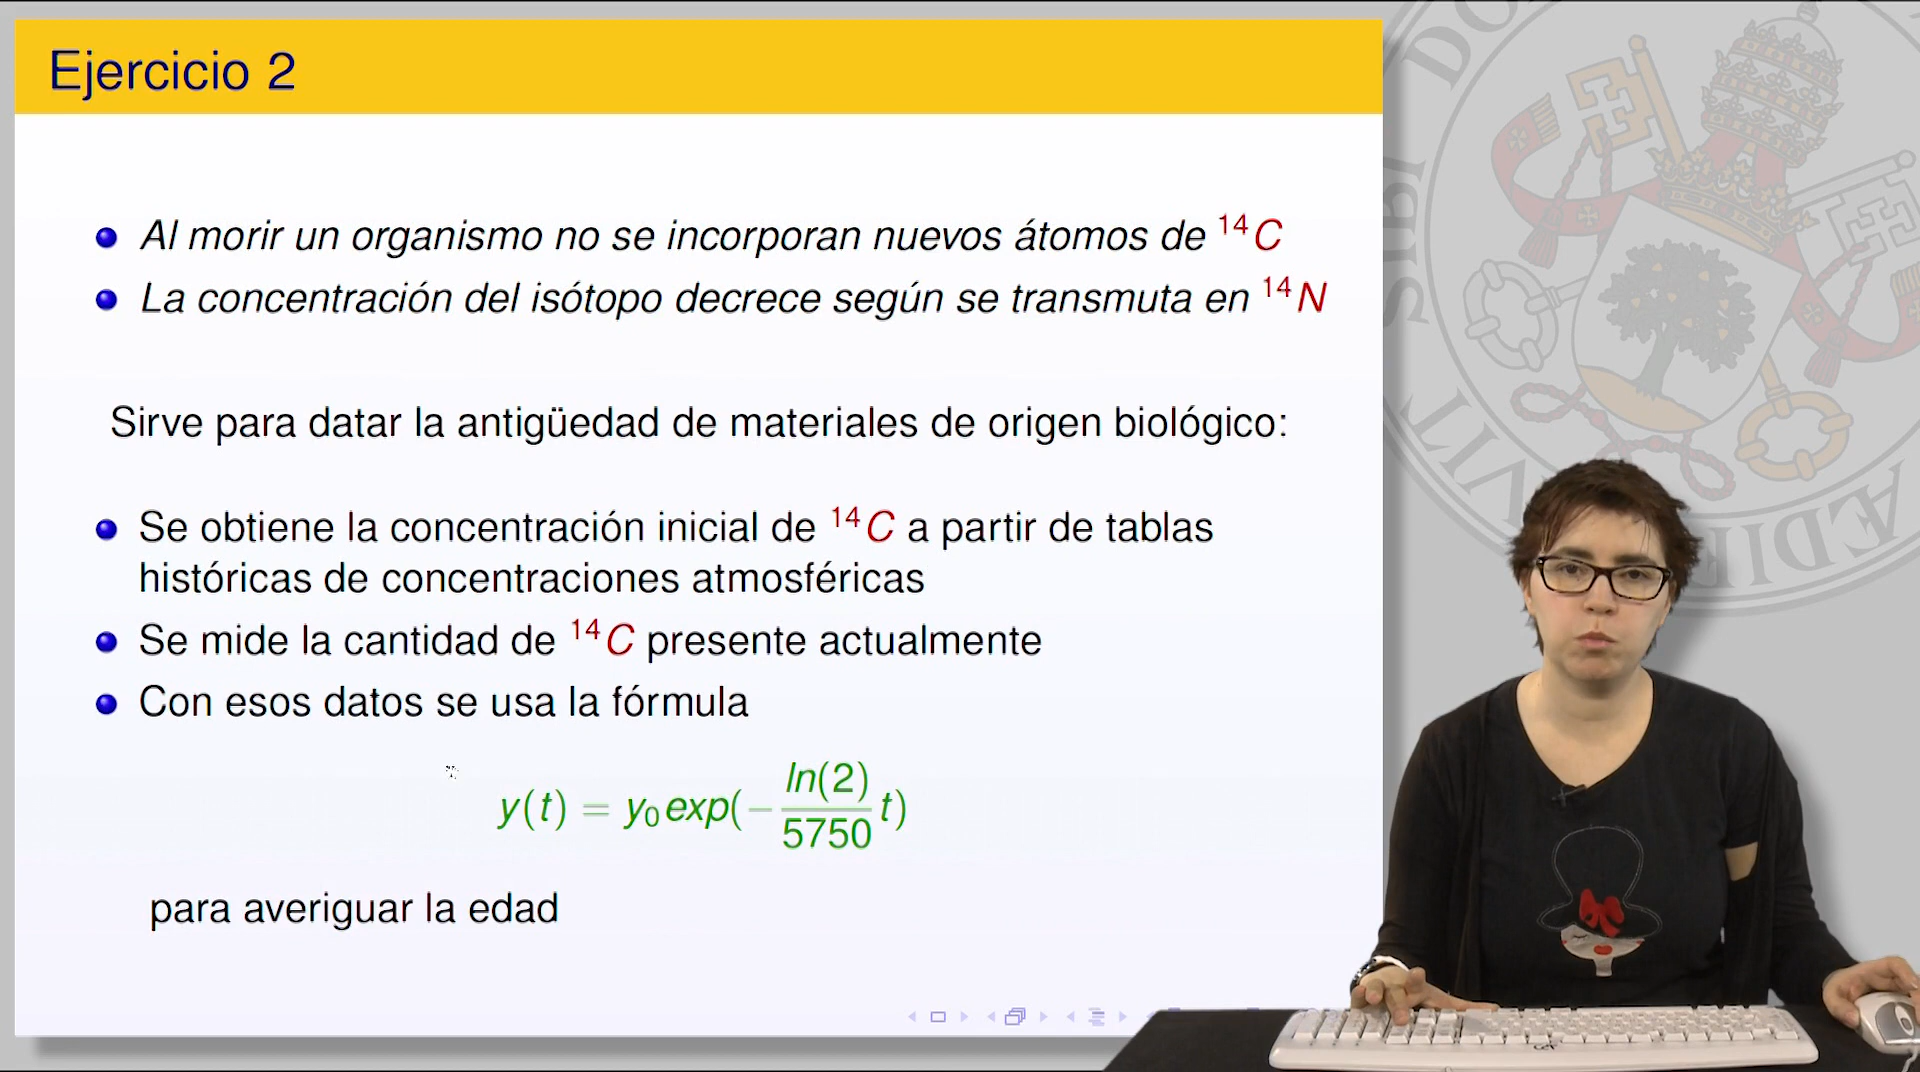 Ejercicio 2
Al morir un organismo no se incorporan nuevos átomos de ¹⁴C
La concentración del isótopo decrece según se transmuta en ¹⁴N
Sirve para datar la antigüedad de materiales de origen biológico:
Se obtiene la concentración inicial de ¹⁴C a partir de tablas
históricas de concentraciones atmosféricas
Se mide la cantidad de ¹⁴C presente actualmente
Con esos datos se usa la fórmula
y(t) = y₀exp(−ln(2)/5750 t)
para averiguar la edad